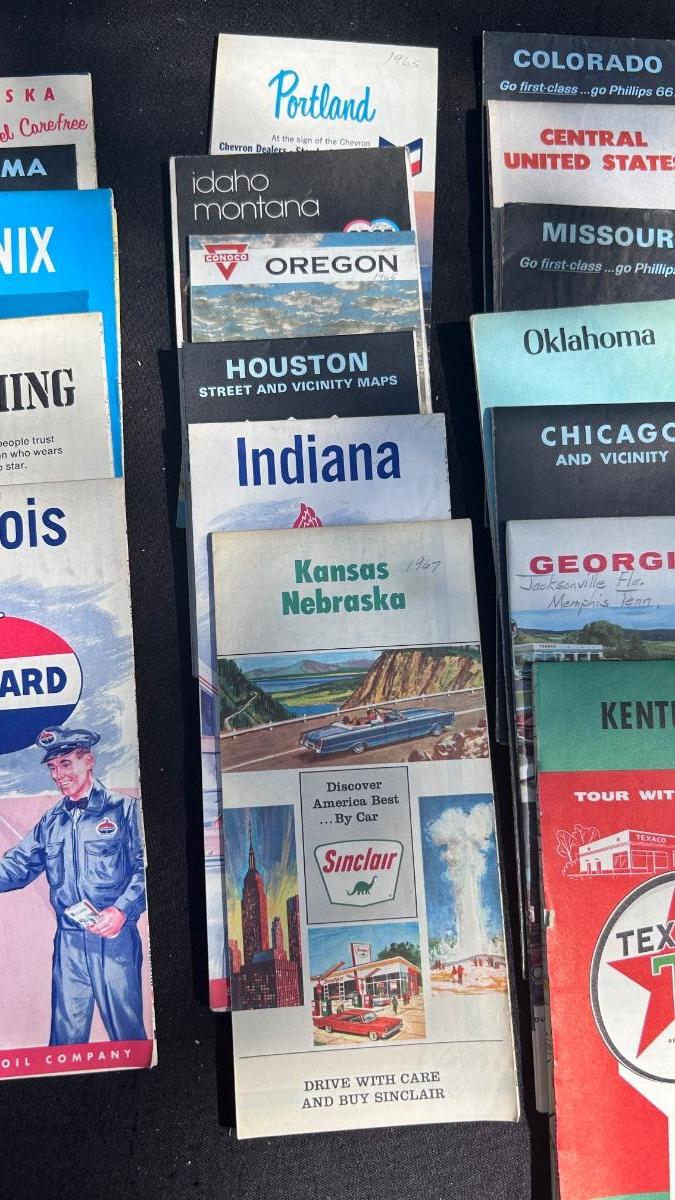 SKA
el Carefree
MA
NIX
HING
people trust
n who wears
star.
ois
ARD
OIL COMPANY
1965
Portland
At the sign of the Chevron
Chevron Dealers
idaho
montana
CONOCO
OREGON
1965
HOUSTON
STREET AND VICINITY MAPS
Indiana
Kansas
Nebraska
1967
Discover
America Best
...By Car
Sinclair
DRIVE WITH CARE
AND BUY SINCLAIR
COLORADO
Go first-class ...go Phillips 66
CENTRAL
UNITED STATES
MISSOUR
Go first-class ...go Phillips
Oklahoma
CHICAGO
AND VICINITY
GEORGI
Jacksonville Fla.
Memphis Tenn.
KENTU
TOUR WIT
TEXACO
TEX
T